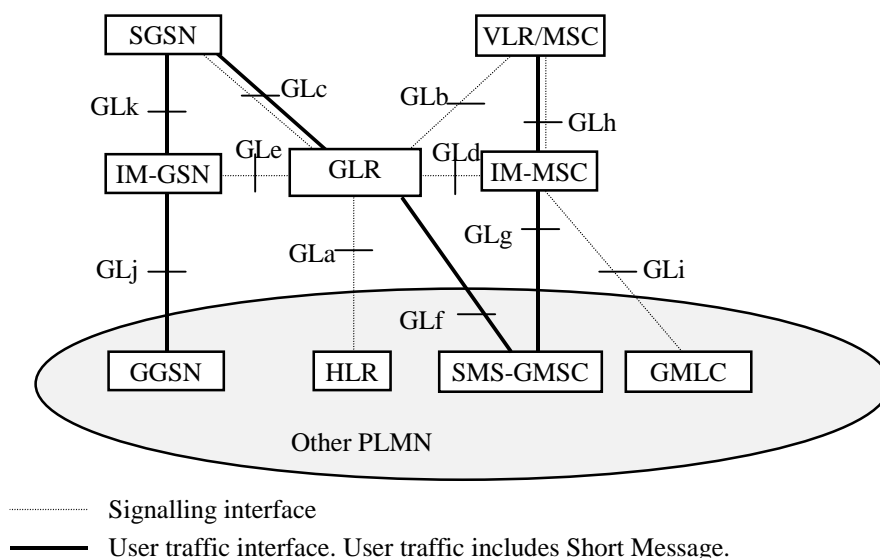 SGSN
VLR/MSC
GLc
GLb
GLk
GLh
GLe
GLd
IM-GSN
GLR
IM-MSC
GLa
GLg
GLj
GLi
GLf
GGSN
HLR
SMS-GMSC
GMLC
Other PLMN
Signalling interface
User traffic interface. User traffic includes Short Message.